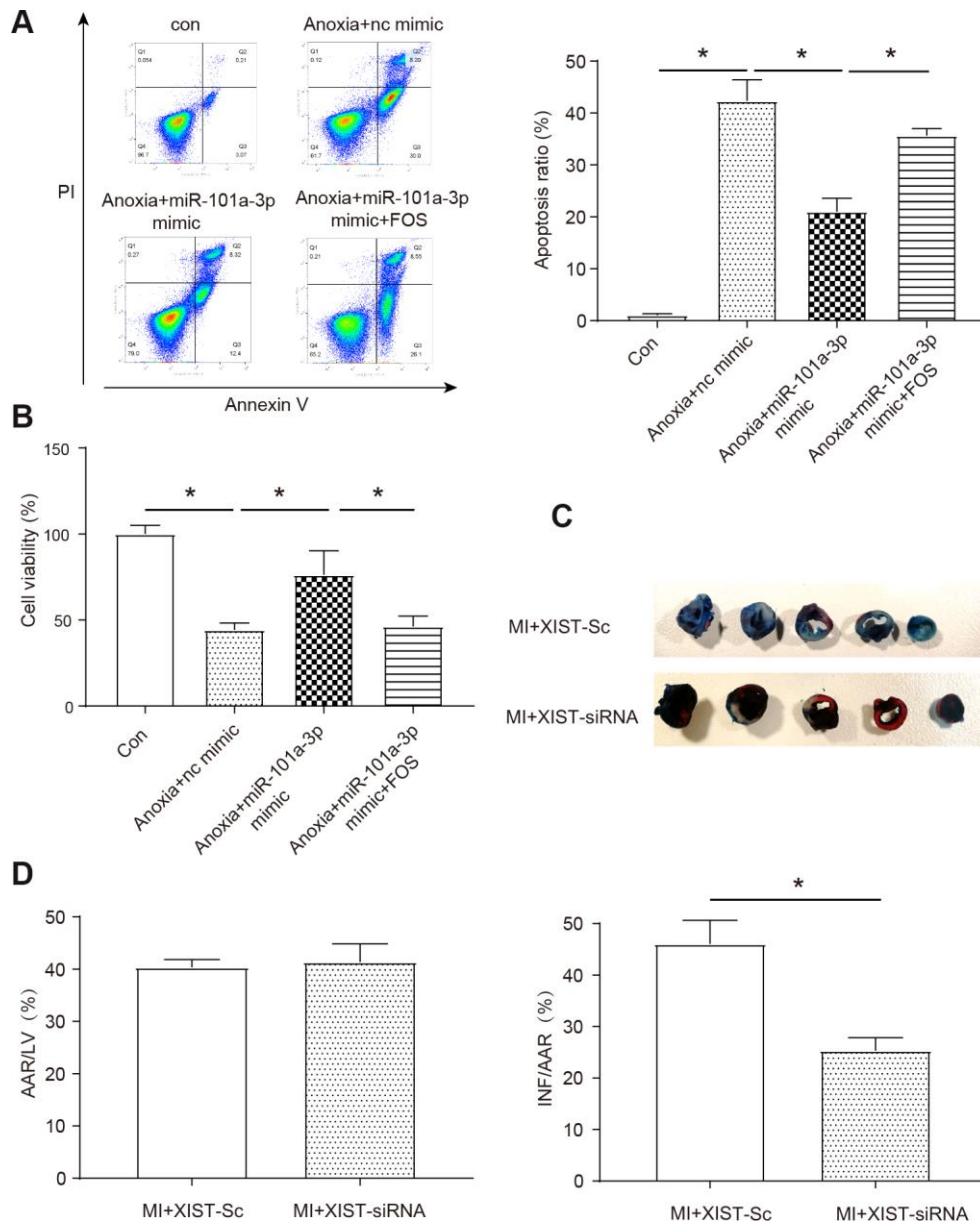 A
con
Anoxia+nc mimic
Q1
0.054
Q2
0.21
Q4
96.7
Q3
3.07
Q1
0.12
Q2
8.20
Q4
61.7
Q3
30.0
PI
Anoxia+miR-101a-3p
mimic
Anoxia+miR-101a-3p
mimic+FOS
Q1
0.27
Q2
8.32
Q4
79.0
Q3
12.4
Q1
0.21
Q2
8.55
Q4
65.2
Q3
26.1
Annexin V
Apoptosis ratio (%)
50
40
30
20
10
0
* * *
Con
Anoxia+nc mimic
Anoxia+miR-101a-3p
mimic
Anoxia+miR-101a-3p
mimic+FOS
B
Cell viability (%)
150
100
50
0
* * *
Con
Anoxia+nc mimic
Anoxia+miR-101a-3p
mimic
Anoxia+miR-101a-3p
mimic+FOS
C
MI+XIST-Sc
MI+XIST-siRNA
D
AAR/LV (%)
50
40
30
20
10
0
MI+XIST-Sc
MI+XIST-siRNA
INF/AAR (%)
50
40
30
20
10
0
*
MI+XIST-Sc
MI+XIST-siRNA